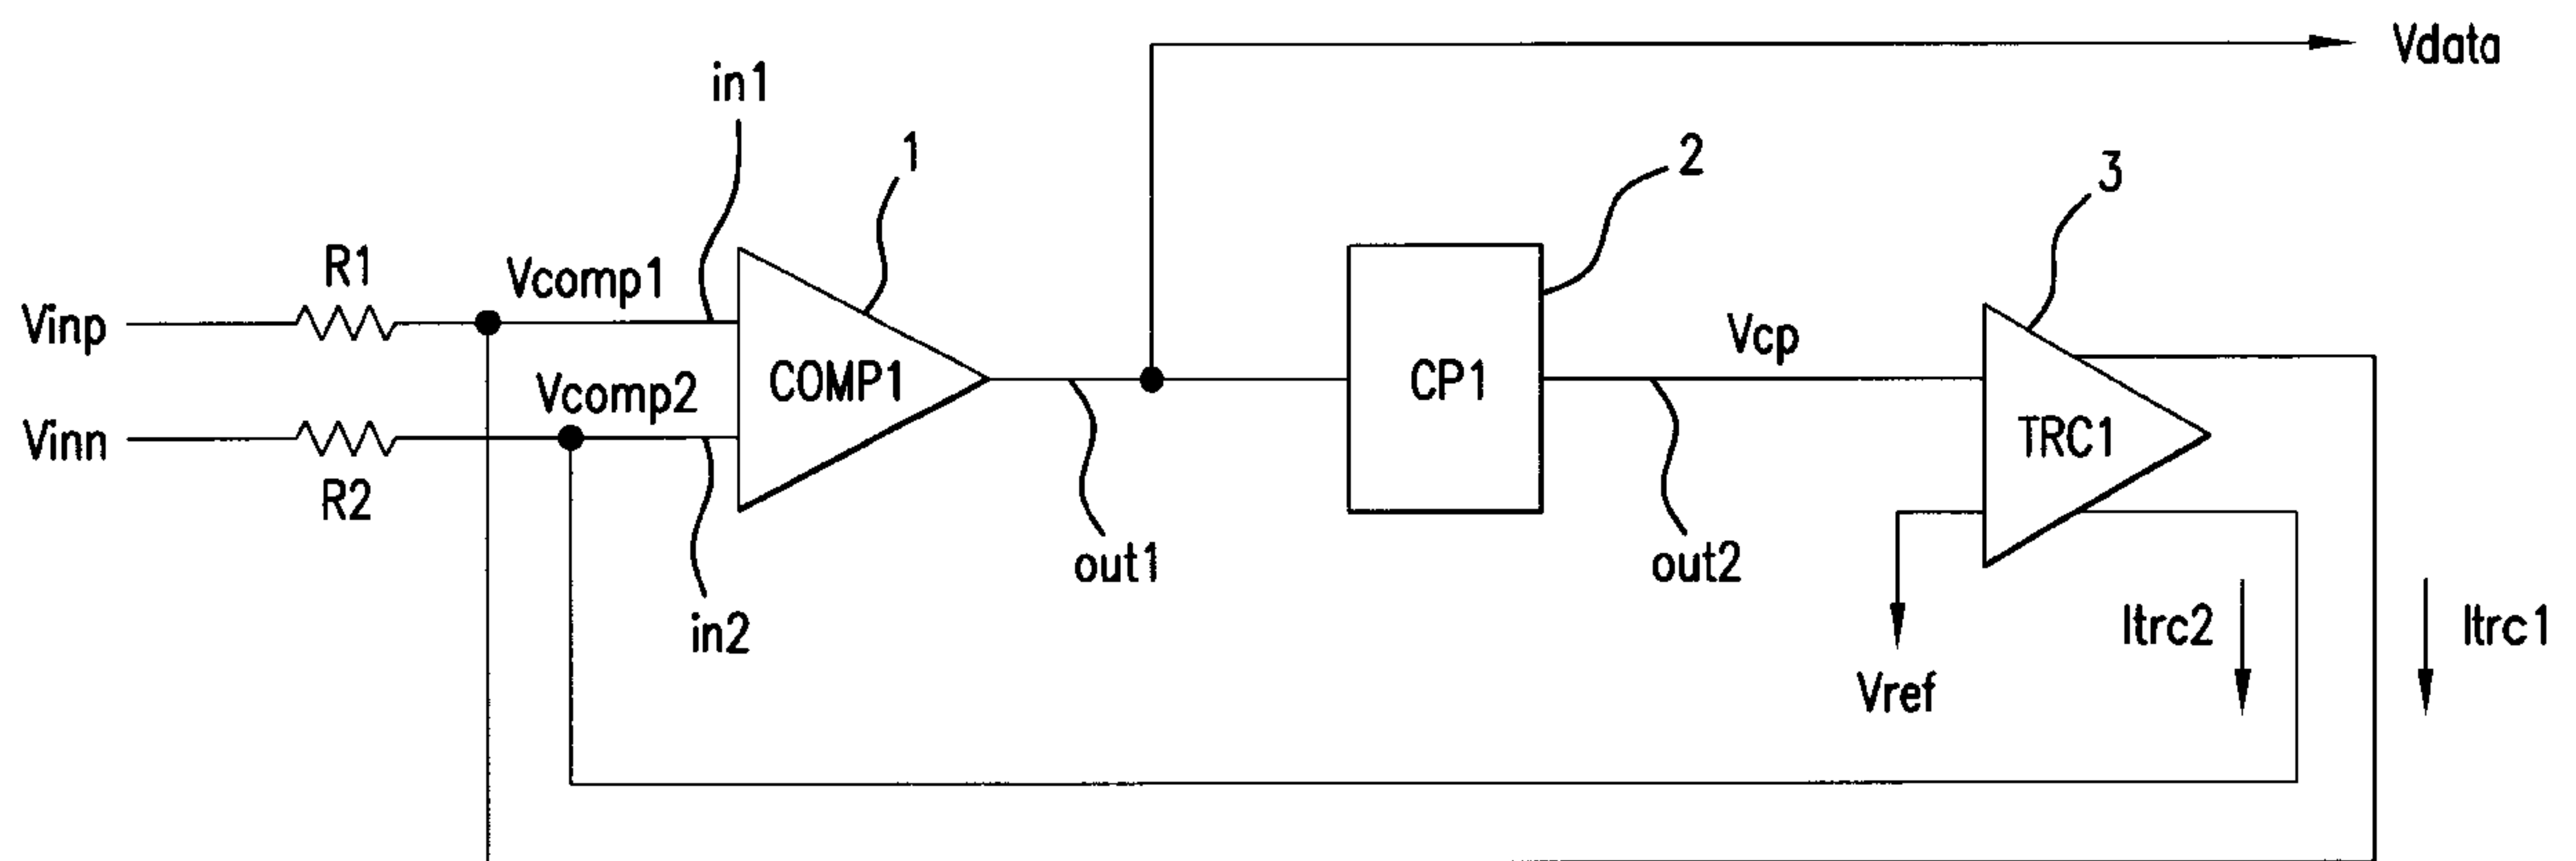 Vdata
in1
1
2
3
R1
Vcomp1
Vinp
Vcp
COMP1
CP1
Vcomp2
TRC1
Vinn
R2
out1
out2
in2
Itrc2
Itrc1
Vref